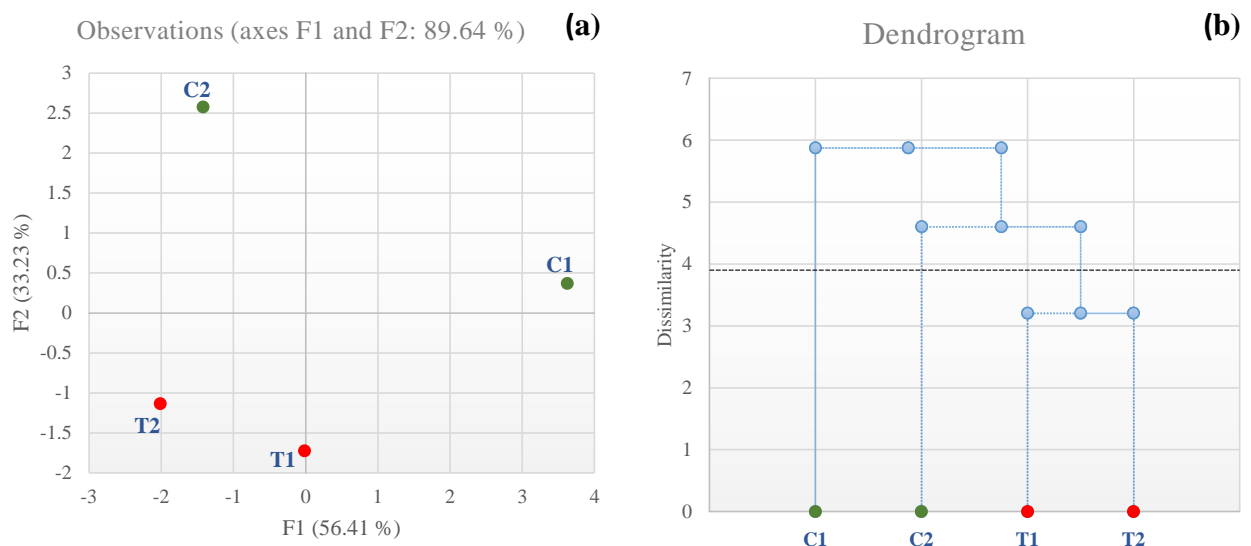 Observations (axes F1 and F2: 89.64 %)
(a)
3
2.5
2
1.5
1
0.5
0
-0.5
-1
-1.5
-2
F2 (33.23 %)
C2
C1
T2
T1
-3
-2
-1
0
1
2
3
4
F1 (56.41 %)
Dendrogram
(b)
7
6
5
4
3
2
1
0
Dissimilarity
C1
C2
T1
T2